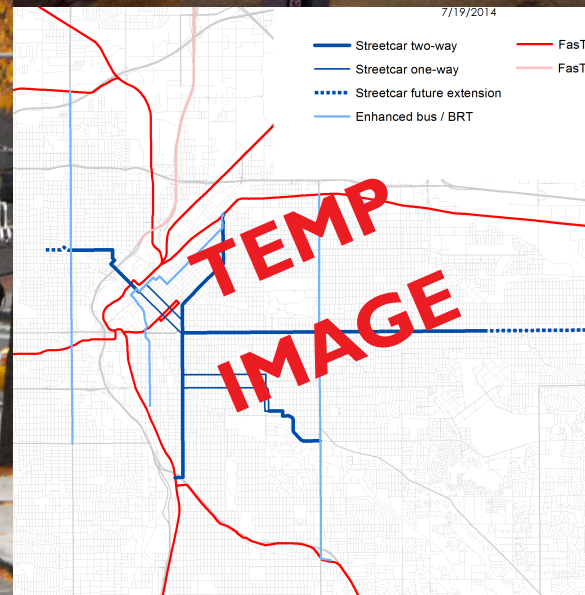 7/19/2014
Streetcar two-way
Streetcar one-way
Streetcar future extension
Enhanced bus / BRT
TEMP
IMAGE